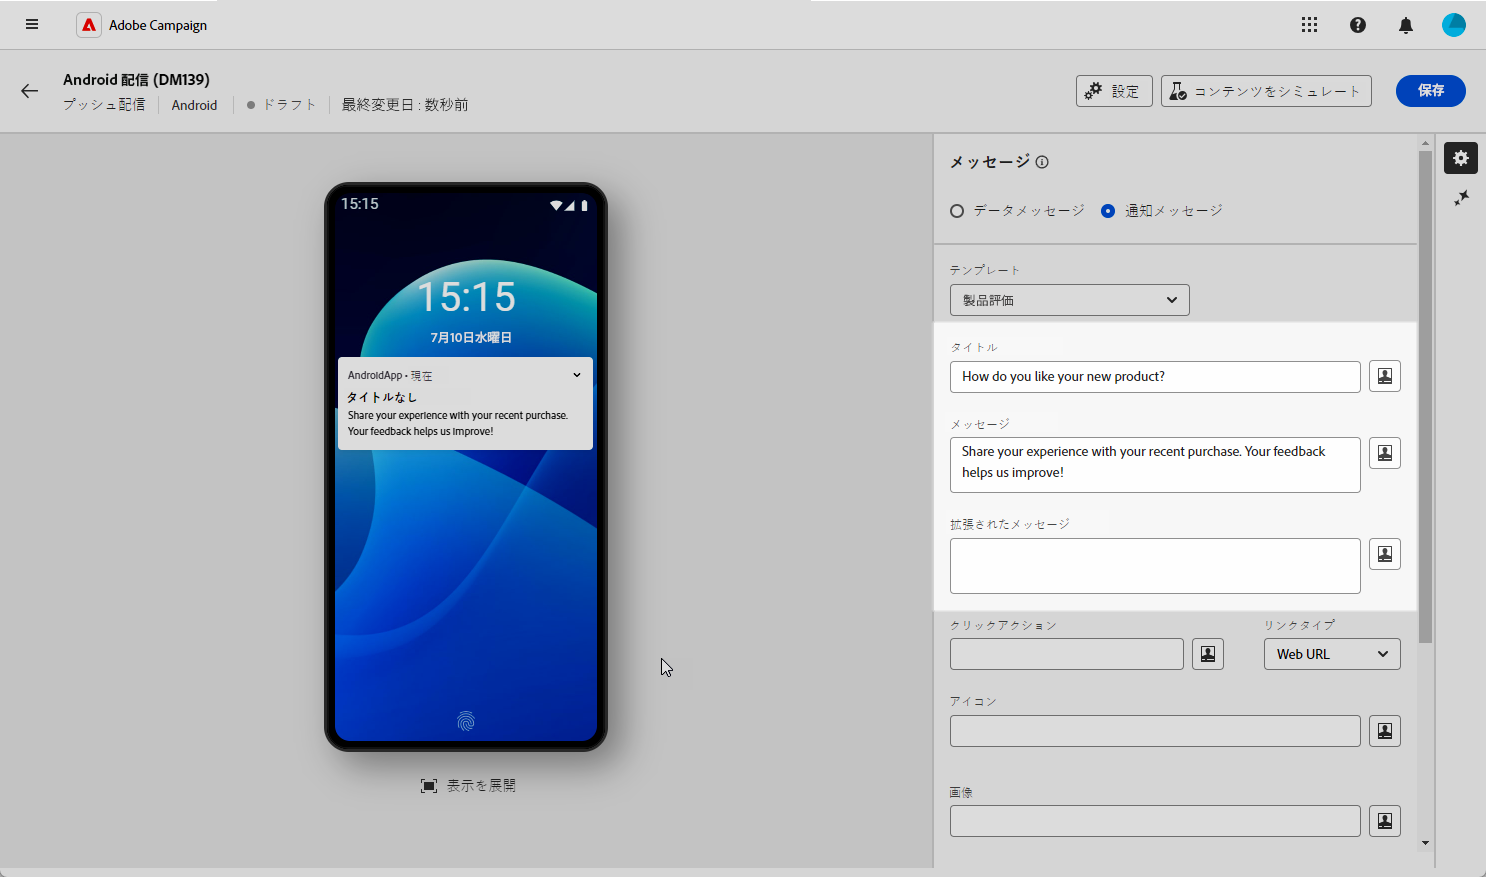 Adobe Campaign
Android 配信 (DM139)
プッシュ配信
Android
ドラフト
最終変更日 : 数秒前
設定
コンテンツをシミュレート
保存
15:15
15:15
7月10日水曜日
AndroidApp • 現在
タイトルなし
Share your experience with your recent purchase.
Your feedback helps us improve!
表示を展開
メッセージ
データメッセージ
通知メッセージ
テンプレート
製品評価
タイトル
How do you like your new product?
メッセージ
Share your experience with your recent purchase. Your feedback
helps us improve!
拡張されたメッセージ
クリックアクション
リンクタイプ
Web URL
アイコン
画像